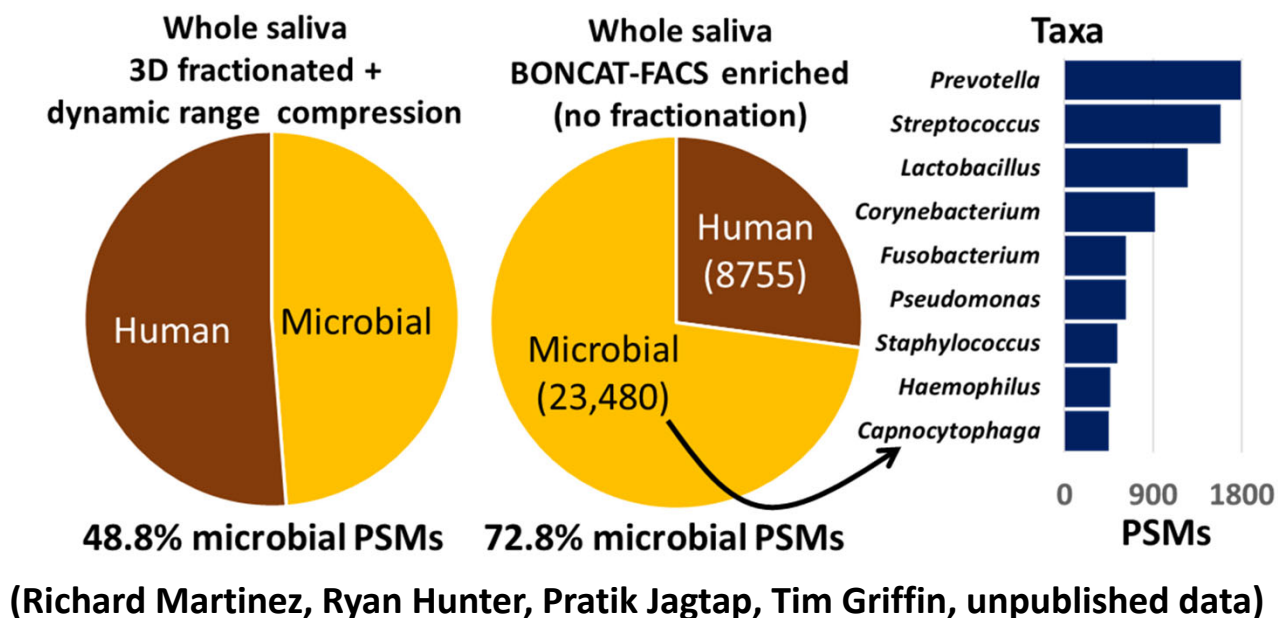 Whole saliva
3D fractionated +
dynamic range compression
Human
Microbial
48.8% microbial PSMs
Whole saliva
BONCAT-FACS enriched
(no fractionation)
Human
(8755)
Microbial
(23,480)
72.8% microbial PSMs
Taxa
Prevotella
Streptococcus
Lactobacillus
Corynebacterium
Fusobacterium
Pseudomonas
Staphylococcus
Haemophilus
Capnocytophaga
0 900 1800
PSMs
(Richard Martinez, Ryan Hunter, Pratik Jagtap, Tim Griffin, unpublished data)